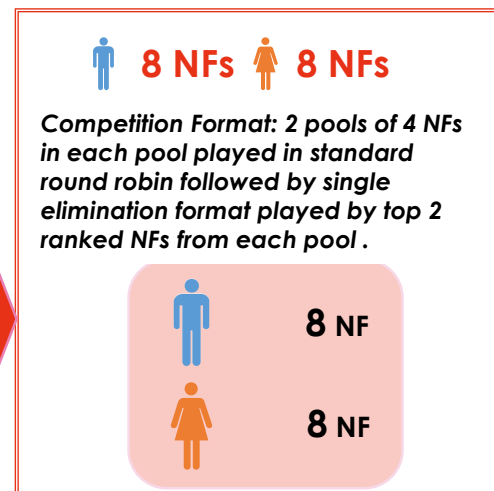 8 NFs 8 NFs
Competition Format: 2 pools of 4 NFs
in each pool played in standard
round robin followed by single
elimination format played by top 2
ranked NFs from each pool .
8 NF
8 NF